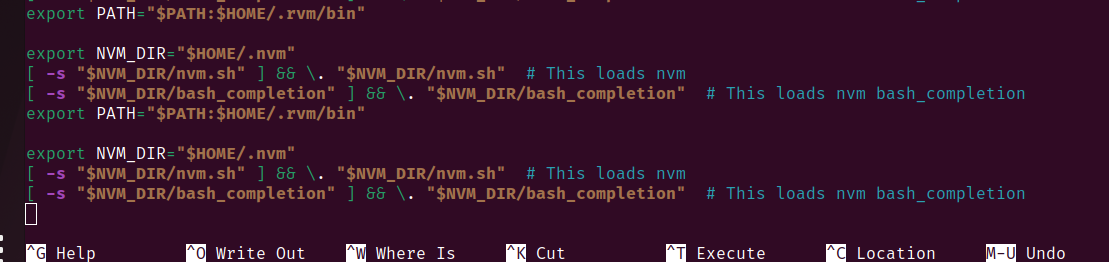 export PATH="$PATH:$HOME/.rvm/bin"
export NVM_DIR="$HOME/.nvm"
[ -s "$NVM_DIR/nvm.sh" ] && \. "$NVM_DIR/nvm.sh"  # This loads nvm
[ -s "$NVM_DIR/bash_completion" ] && \. "$NVM_DIR/bash_completion"  # This loads nvm bash_completion
export PATH="$PATH:$HOME/.rvm/bin"
export NVM_DIR="$HOME/.nvm"
[ -s "$NVM_DIR/nvm.sh" ] && \. "$NVM_DIR/nvm.sh"  # This loads nvm
[ -s "$NVM_DIR/bash_completion" ] && \. "$NVM_DIR/bash_completion"  # This loads nvm bash_completion
^G Help ^O Write Out ^W Where Is ^K Cut ^T Execute ^C Location M-U Undo